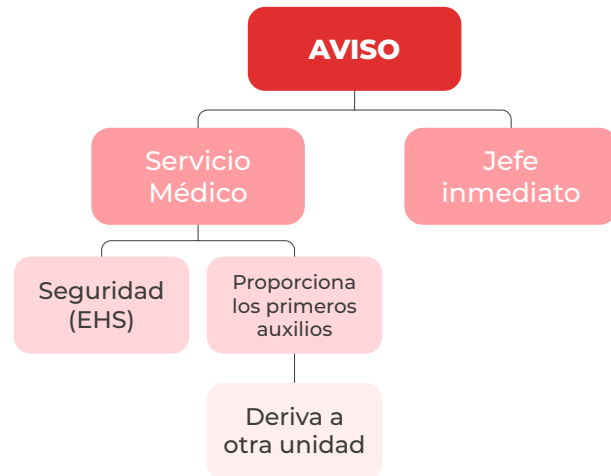 AVISO
Servicio
Médico
Jefe
inmediato
Seguridad
(EHS)
Proporciona
los primeros
auxilios
Deriva a
otra unidad